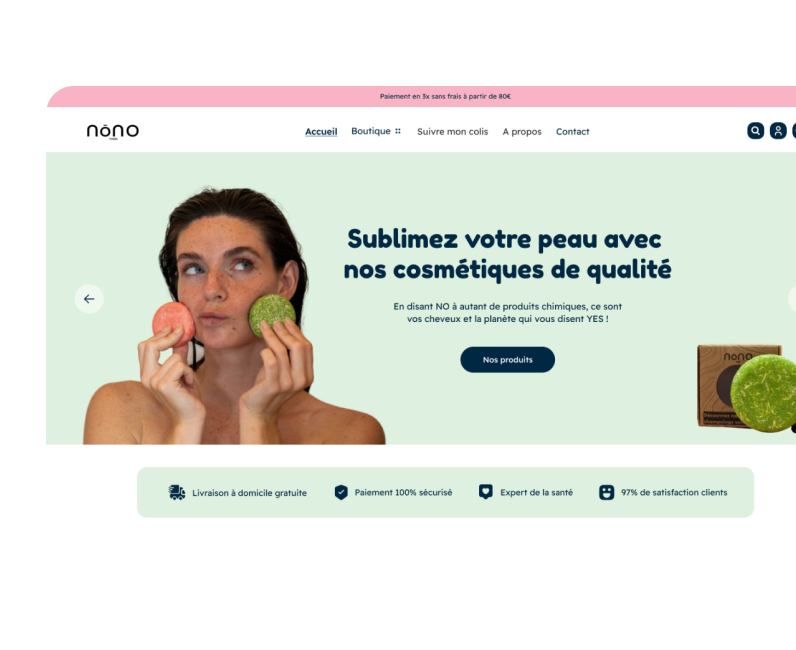 Paiement en 3x sans frais à partir de 80€
nōno
Accueil
Boutique
Suivre mon colis
A propos
Contact
Sublimez votre peau avec
nos cosmétiques de qualité
En disant NO à autant de produits chimiques, ce sont
vos cheveux et la planète qui vous disent YES !
Nos produits
nōno
Livraison à domicile gratuite
Paiement 100% sécurisé
Expert de la santé
97% de satisfaction clients